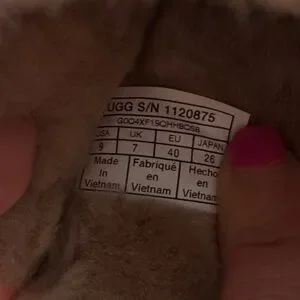 UGG S/N 1120875
USA UK EU JAPAN
9 7 40 26
Made Fabriqué Hecho
In en en
Vietnam Vietnam Vietnam